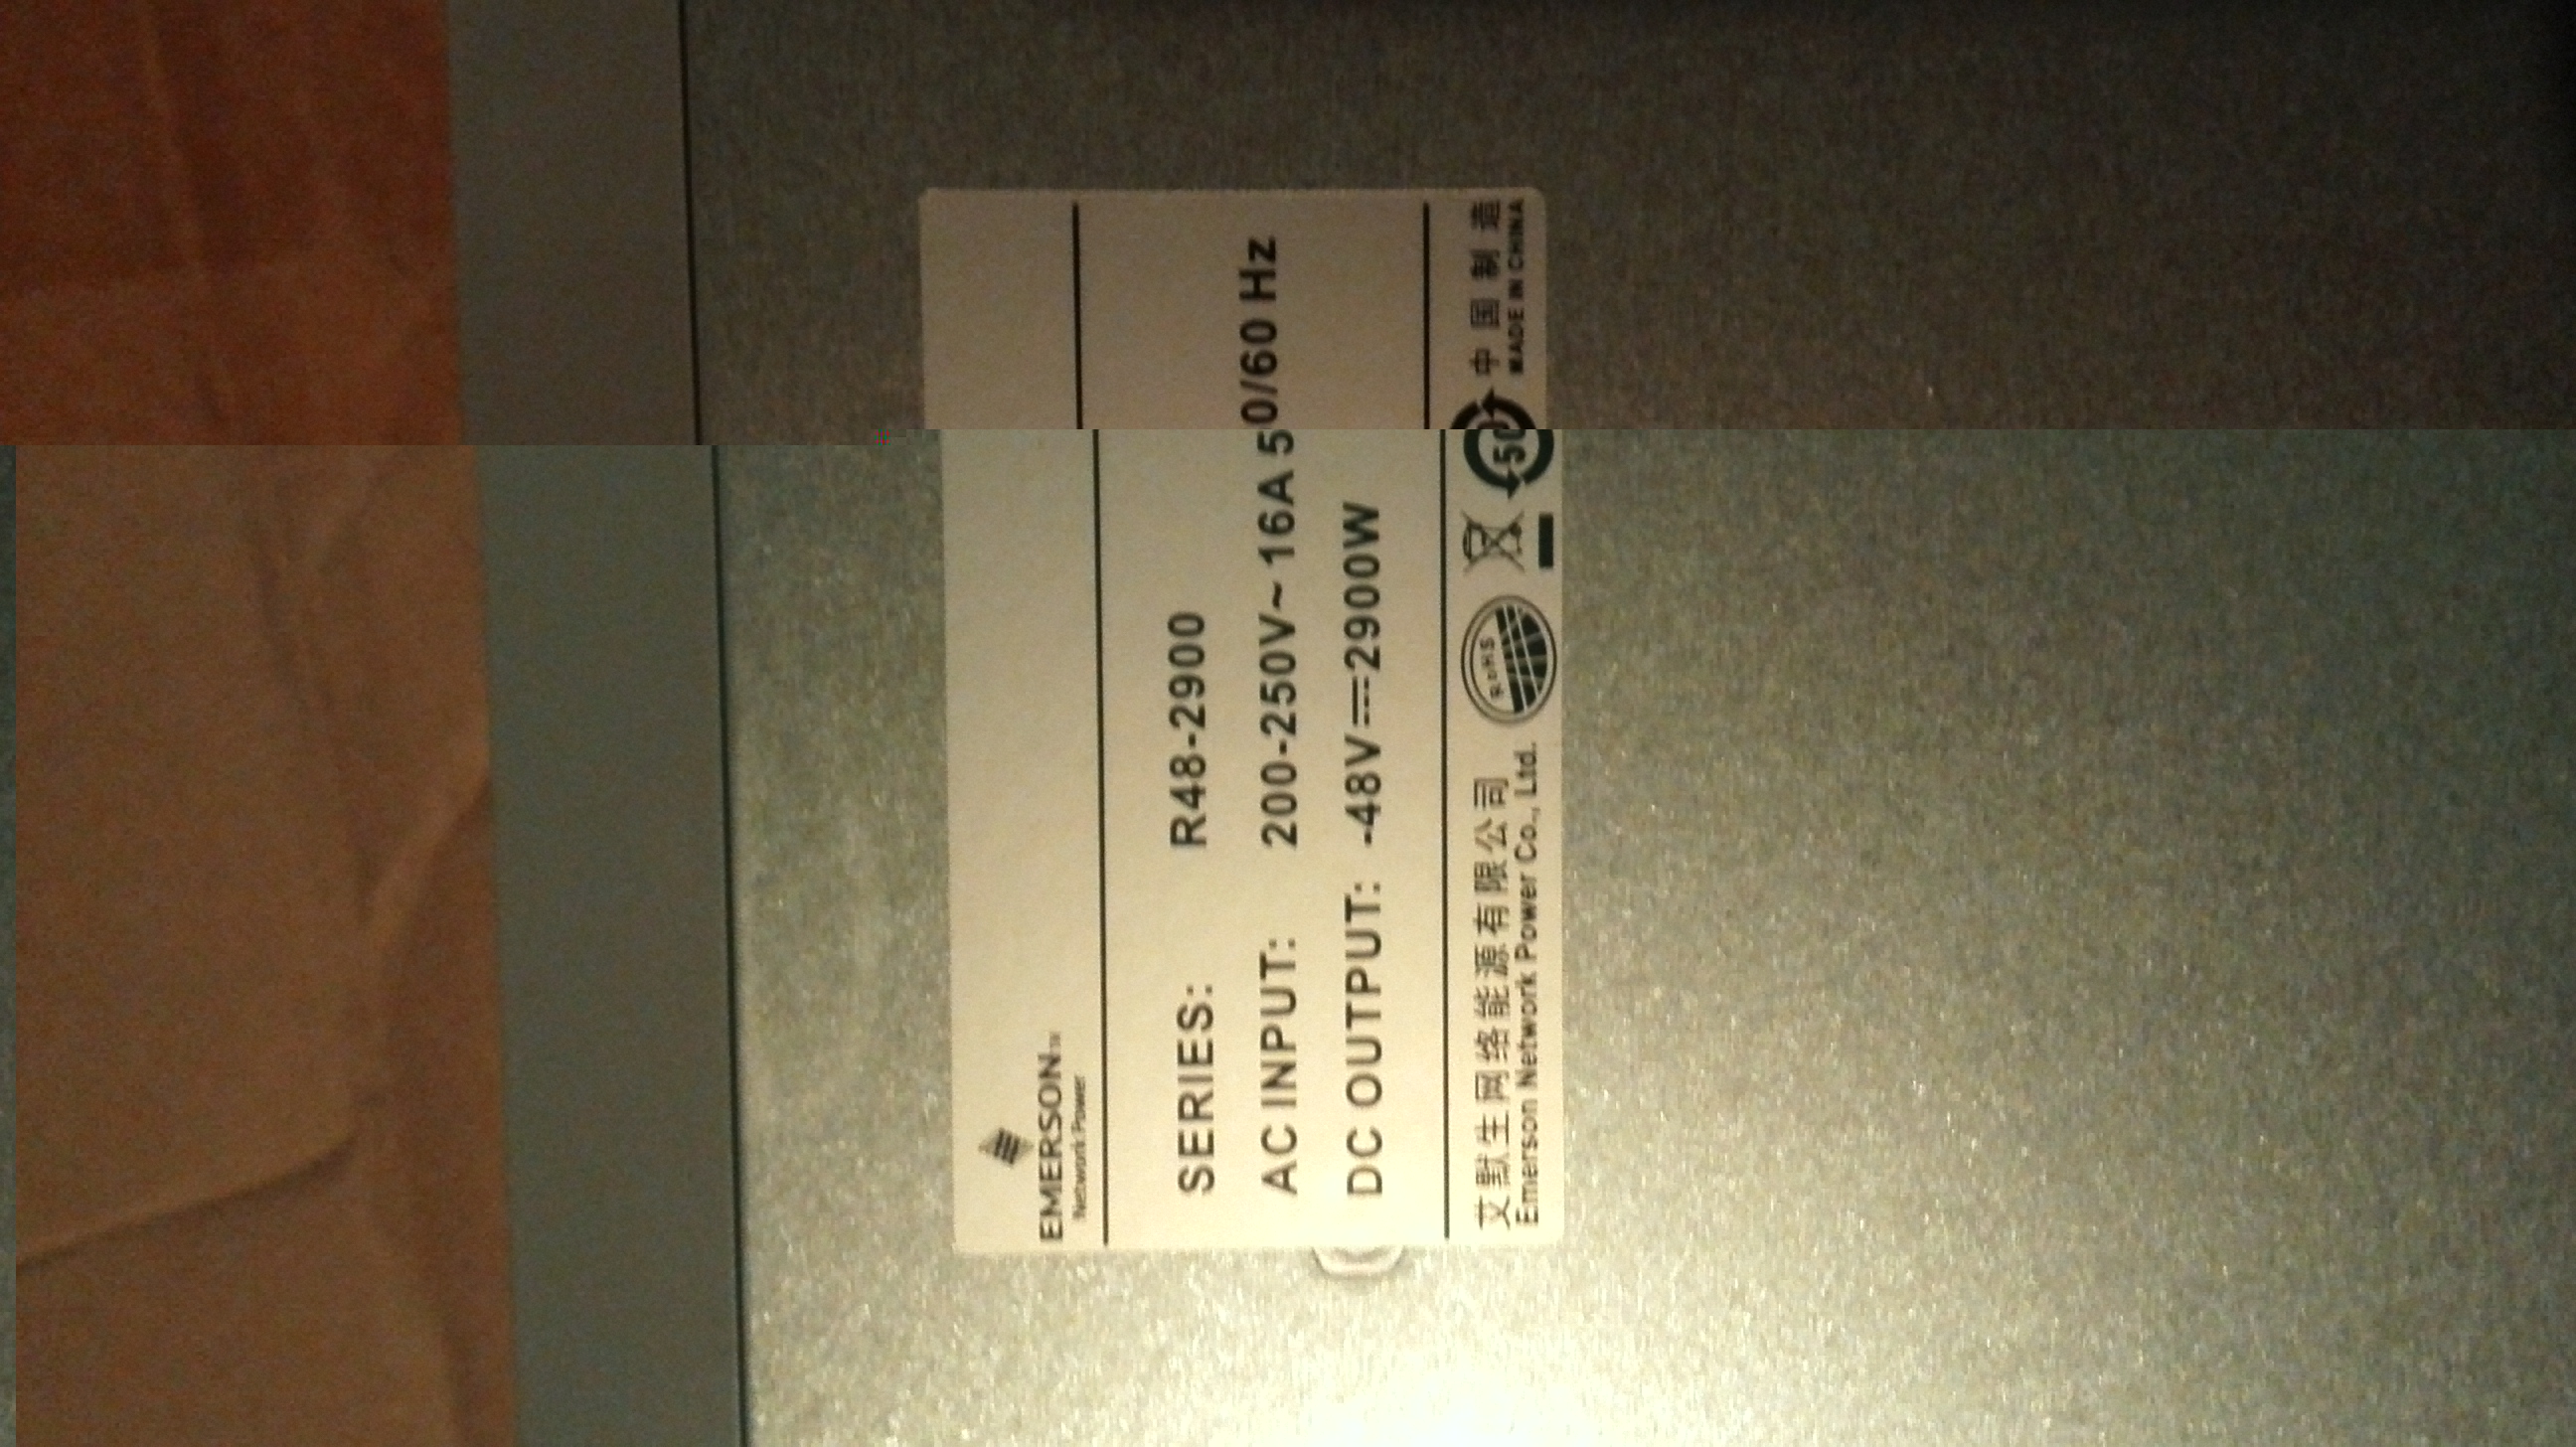 EMERSON™
Network Power
SERIES: R48-2900
AC INPUT: 200-250V~ 16A 50/60 Hz
DC OUTPUT: -48V⎓2900W
艾默生网络能源有限公司
Emerson Network Power Co., Ltd.
RoHS
50
中国制造
MADE IN CHINA